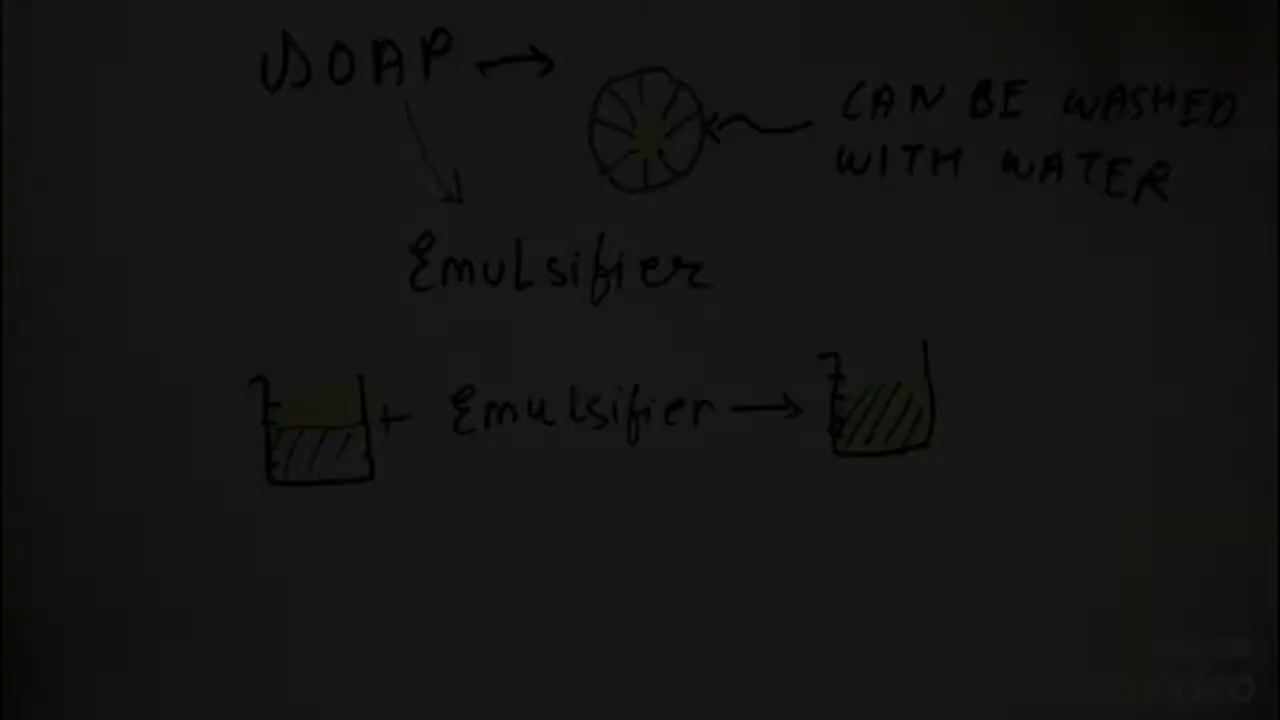 SOAP →
CAN BE WASHED
WITH WATER
Emulsifier
+ Emulsifier →